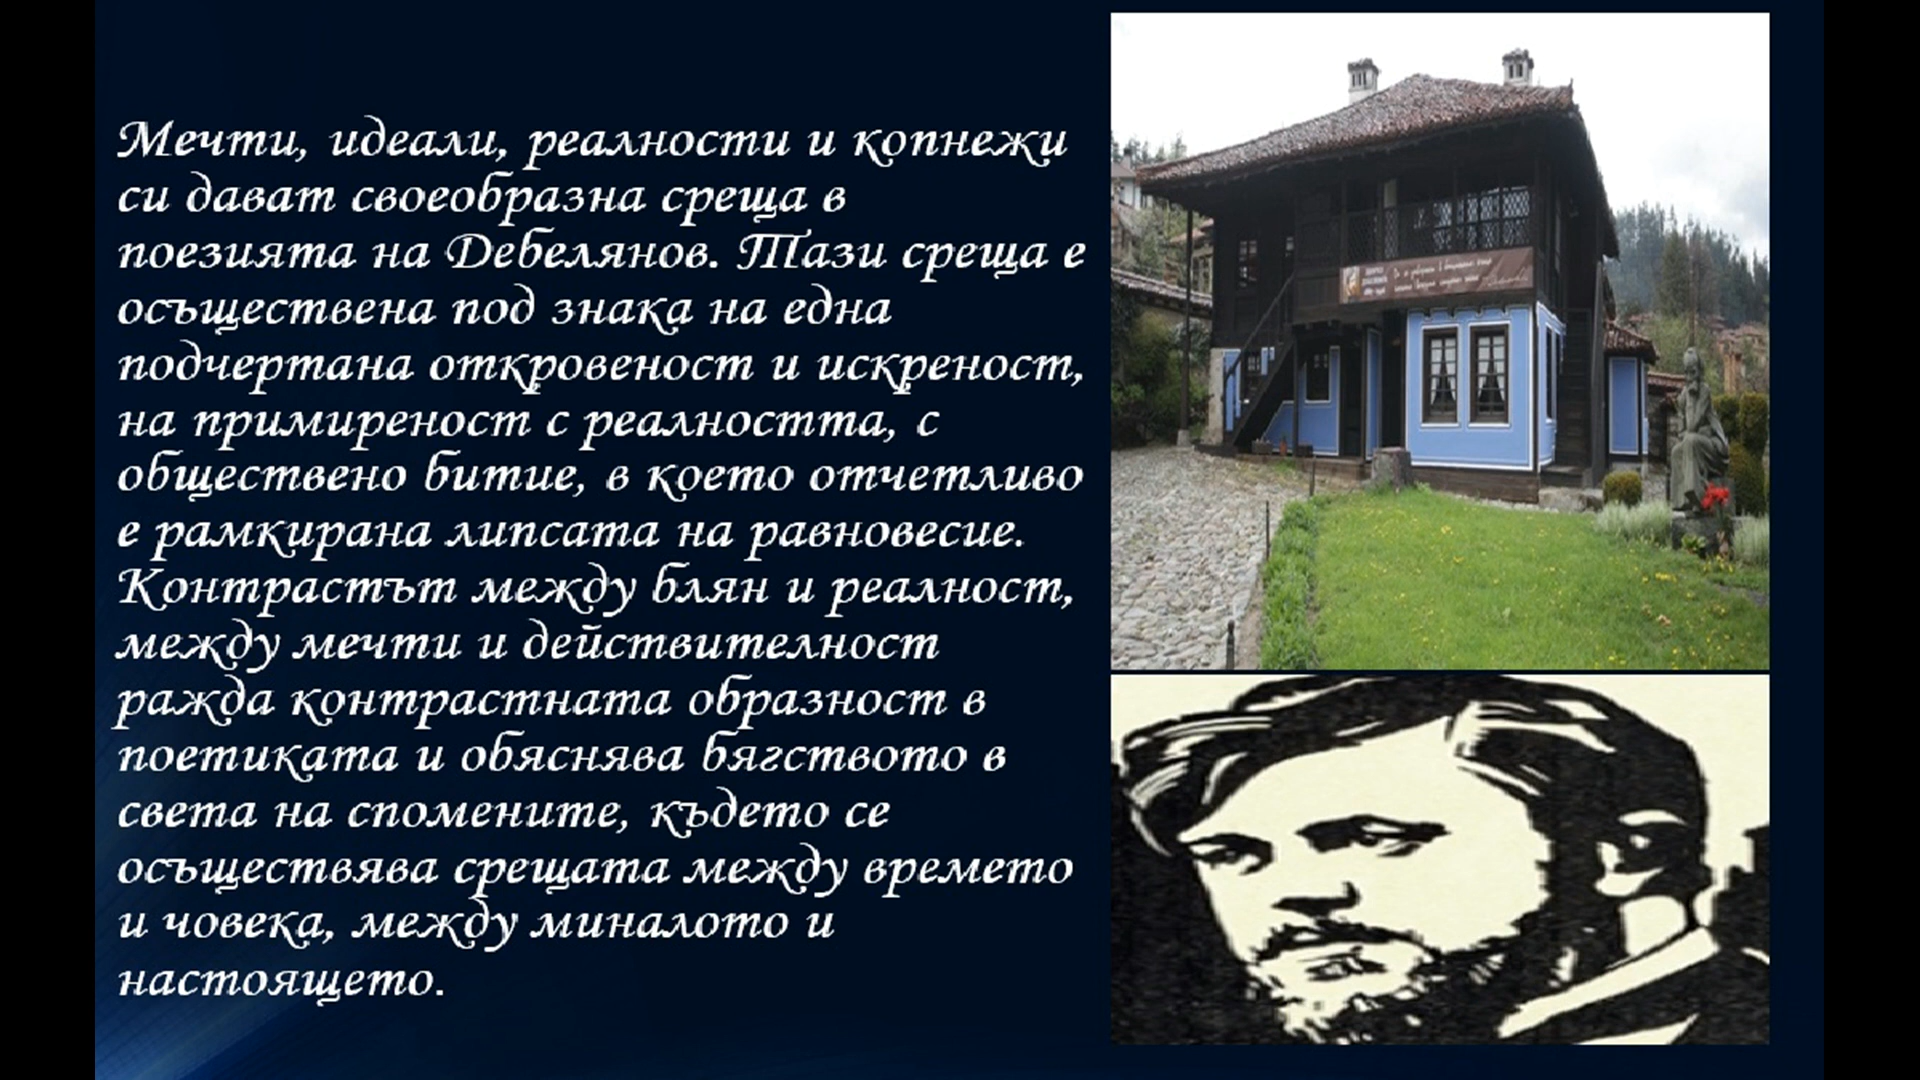 Мечти, идеали, реалности и копнежи
си дават своеобразна среща в
поезията на Дебелянов. Тази среща е
осъществена под знака на една
подчертана откровеност и искреност,
на примиреност с реалността, с
обществено битие, в което отчетливо
е рамкирана липсата на равновесие.
Контрастът между блян и реалност,
между мечти и действителност
ражда контрастната образност в
поетиката и обяснява бягството в
света на спомените, където се
осъществява срещата между времето
и човека, между миналото и
настоящето.